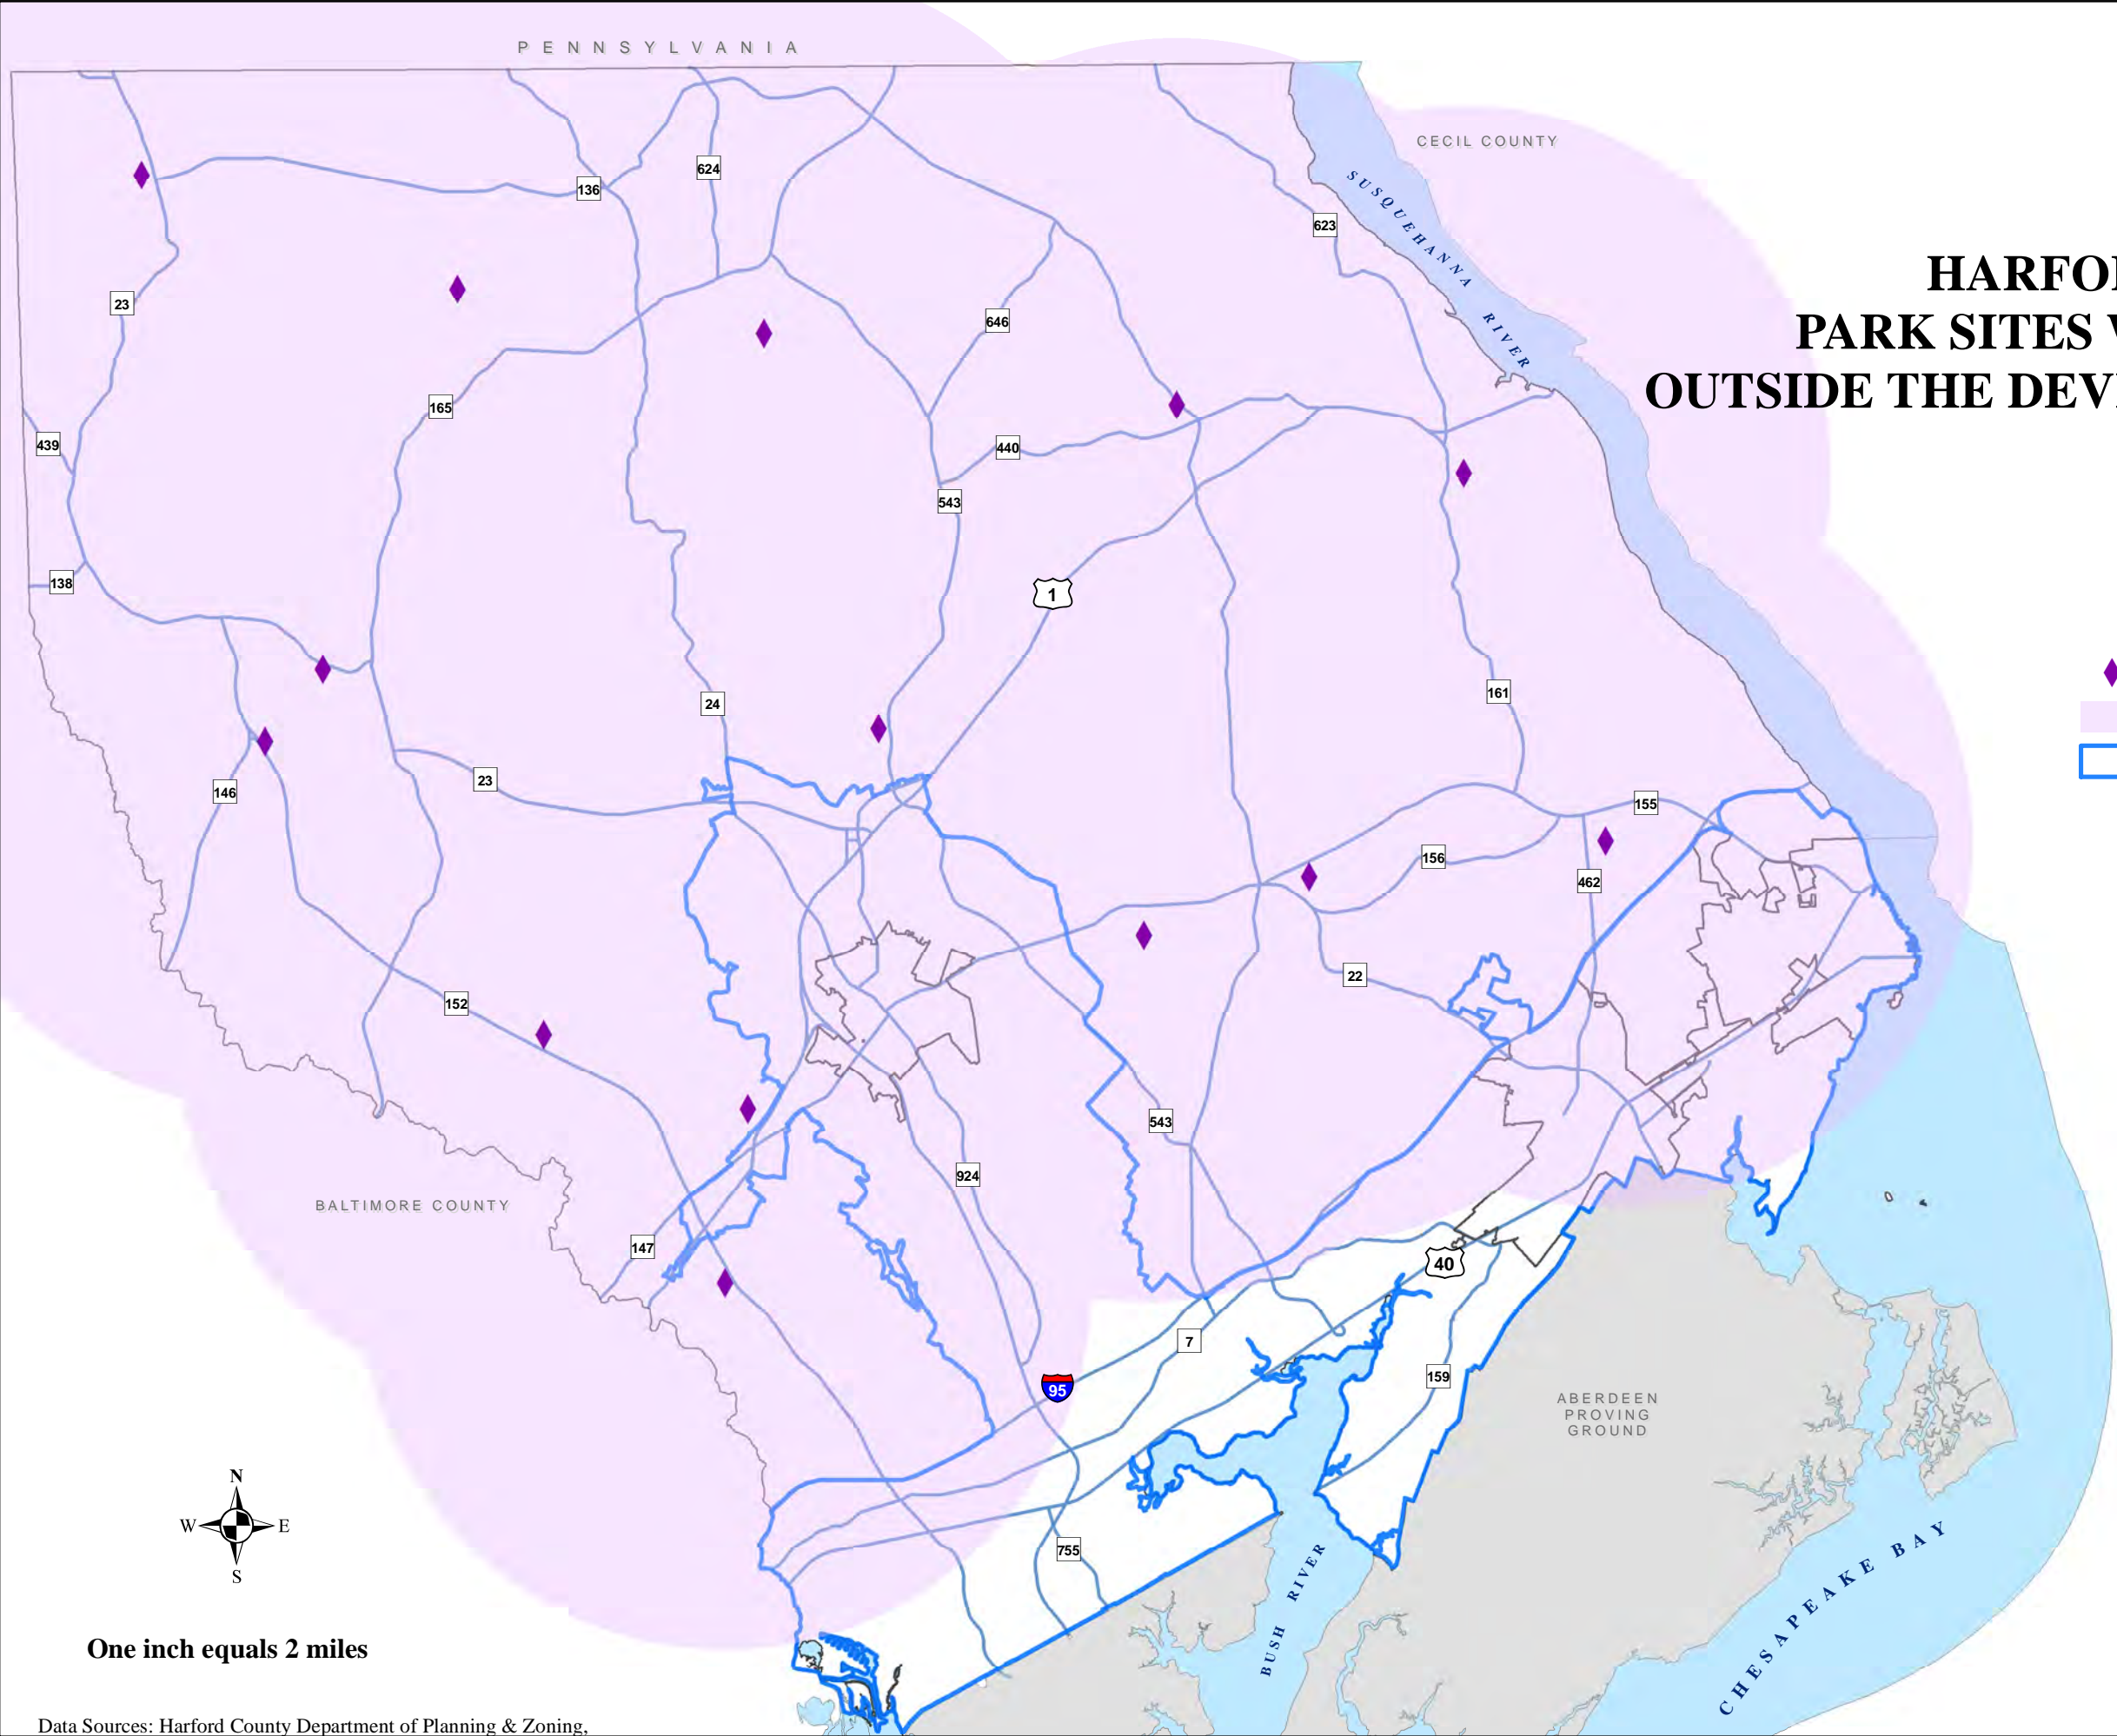 PENNSYLVANIA
CECIL COUNTY
SUSQUEHANNA RIVER
HARFO
PARK SITES
OUTSIDE THE DEV
624
136
623
23
646
165
439
440
543
1
138
161
24
23
146
155
156
462
22
152
543
924
BALTIMORE COUNTY
147
40
7
159
95
ABERDEEN
PROVING
GROUND
N
W E
S
755
BUSH RIVER
CHESAPEAKE BAY
One inch equals 2 miles
Data Sources: Harford County Department of Planning & Zoning,